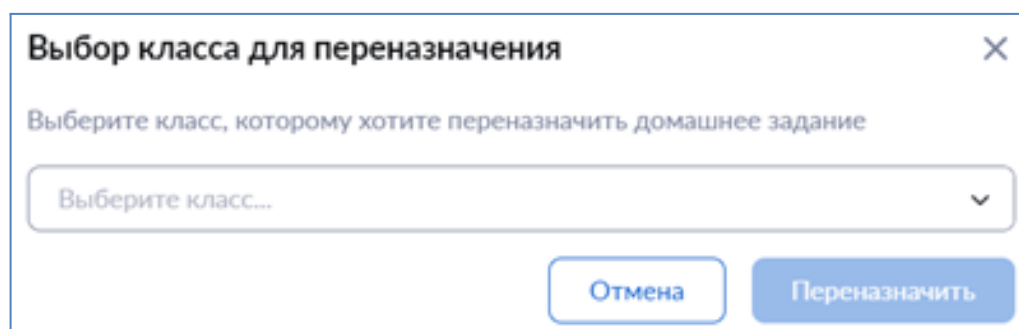 Выбор класса для переназначения
Выберите класс, которому хотите переназначить домашнее задание
Выберите класс...
Отмена
Переназначить